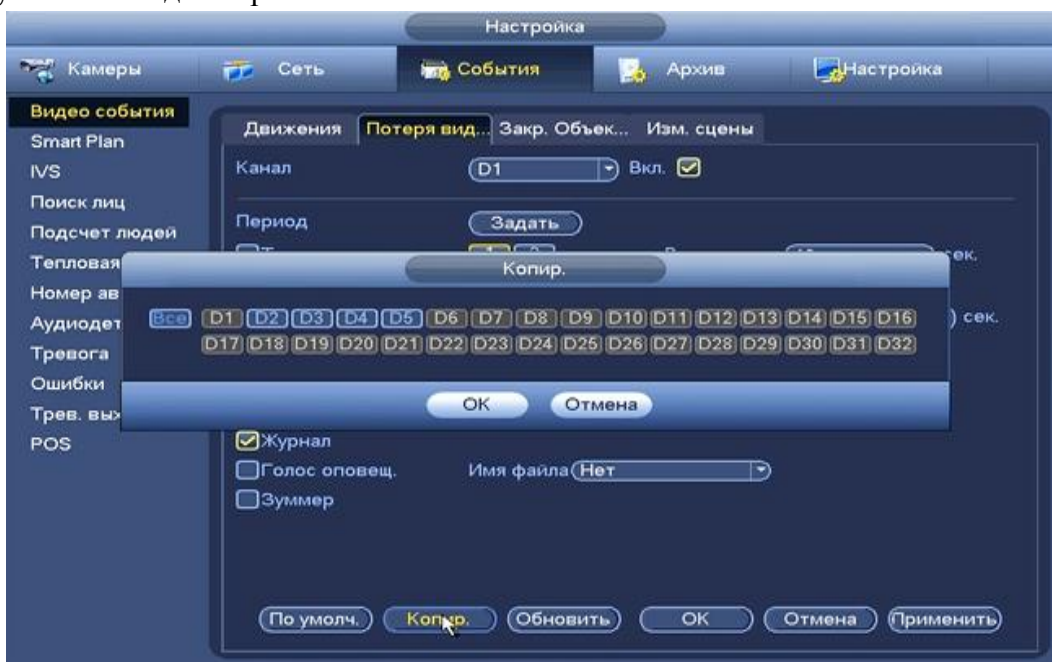 Настройка
Камеры Сеть События Архив Настройка
Видео события
Smart Plan
IVS
Поиск лиц
Подсчет людей
Тепловая
Номер ав
Аудиодет
Тревога
Ошибки
Трев. вых
POS
Движения Потеря вид... Закр. Объек... Изм. сцены
Канал D1 Вкл.
Период Задать
сек.
Копир.
Все D1 D2 D3 D4 D5 D6 D7 D8 D9 D10 D11 D12 D13 D14 D15 D16 ) сек.
D17 D18 D19 D20 D21 D22 D23 D24 D25 D26 D27 D28 D29 D30 D31 D32
ОК Отмена
Журнал
Голос оповещ. Имя файла Нет
Зуммер
По умолч. Копир. Обновить ОК Отмена Применить